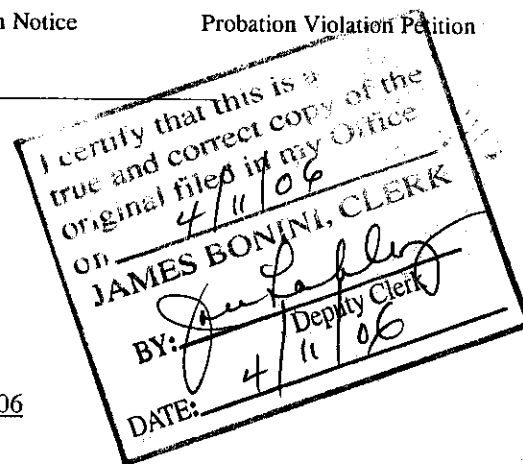 n Notice Probation Violation Petition
I certify that this is a
true and correct copy of the
original filed in my Office
on 4/11/06
JAMES BONINI, CLERK
BY:
Deputy Clerk
DATE: 4/11/06
06